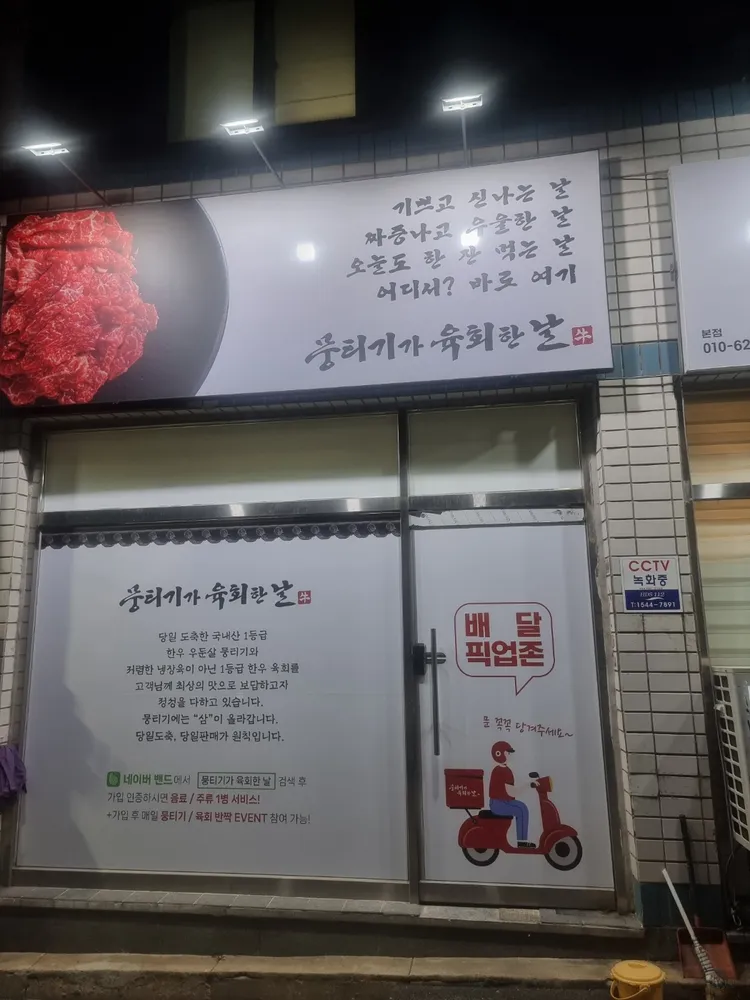 기쁘고 신나는 날
짜증나고 우울한 날
오늘도 한 잔 먹는 날
어디서? 바로 여기
뭉티기가 육회한 날 牛
본점
010-62
뭉티기가 육회한 날 牛
당일 도축한 국내산 1등급
한우 우둔살 뭉티기와
저렴한 냉장육이 아닌 1등급 한우 육회를
고객님께 최상의 맛으로 보답하고자
정성을 다하고 있습니다.
뭉티기에는 "삶"이 올라갑니다.
당일도축, 당일판매가 원칙입니다.
네이버 밴드에서 뭉티기가 육회한 날 검색 후
가입 인증하시면 음료 / 주류 1병 서비스!
+가입 후 매일 뭉티기 / 육회 반짝 EVENT 참여 가능!
배 달
픽업존
문 꼭꼭 당겨주세요~
CCTV
녹화중
T:1544-7891